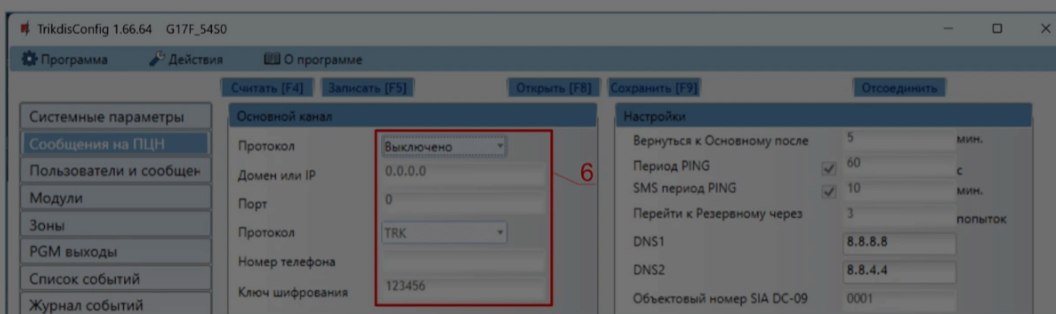 TrikdisConfig 1.66.64 G17F_54S0
Программа Действия О программе
Считать [F4] Записать [F5] Открыть [F8] Сохранить [F9] Отсоединить
Системные параметры
Сообщения на ПЦН
Пользователи и сообщен
Модули
Зоны
PGM выходы
Список событий
Журнал событий
Основной канал
Протокол Выключено
Домен или IP 0.0.0.0
Порт 0
Протокол TRK
Номер телефона
Ключ шифрования 123456
6
Настройки
Вернуться к Основному после 5 мин.
Период PING 60 с
SMS период PING 10 мин.
Перейти к Резервному через 3 попыток
DNS1 8.8.8.8
DNS2 8.8.4.4
Объектовый номер SIA DC-09 0001